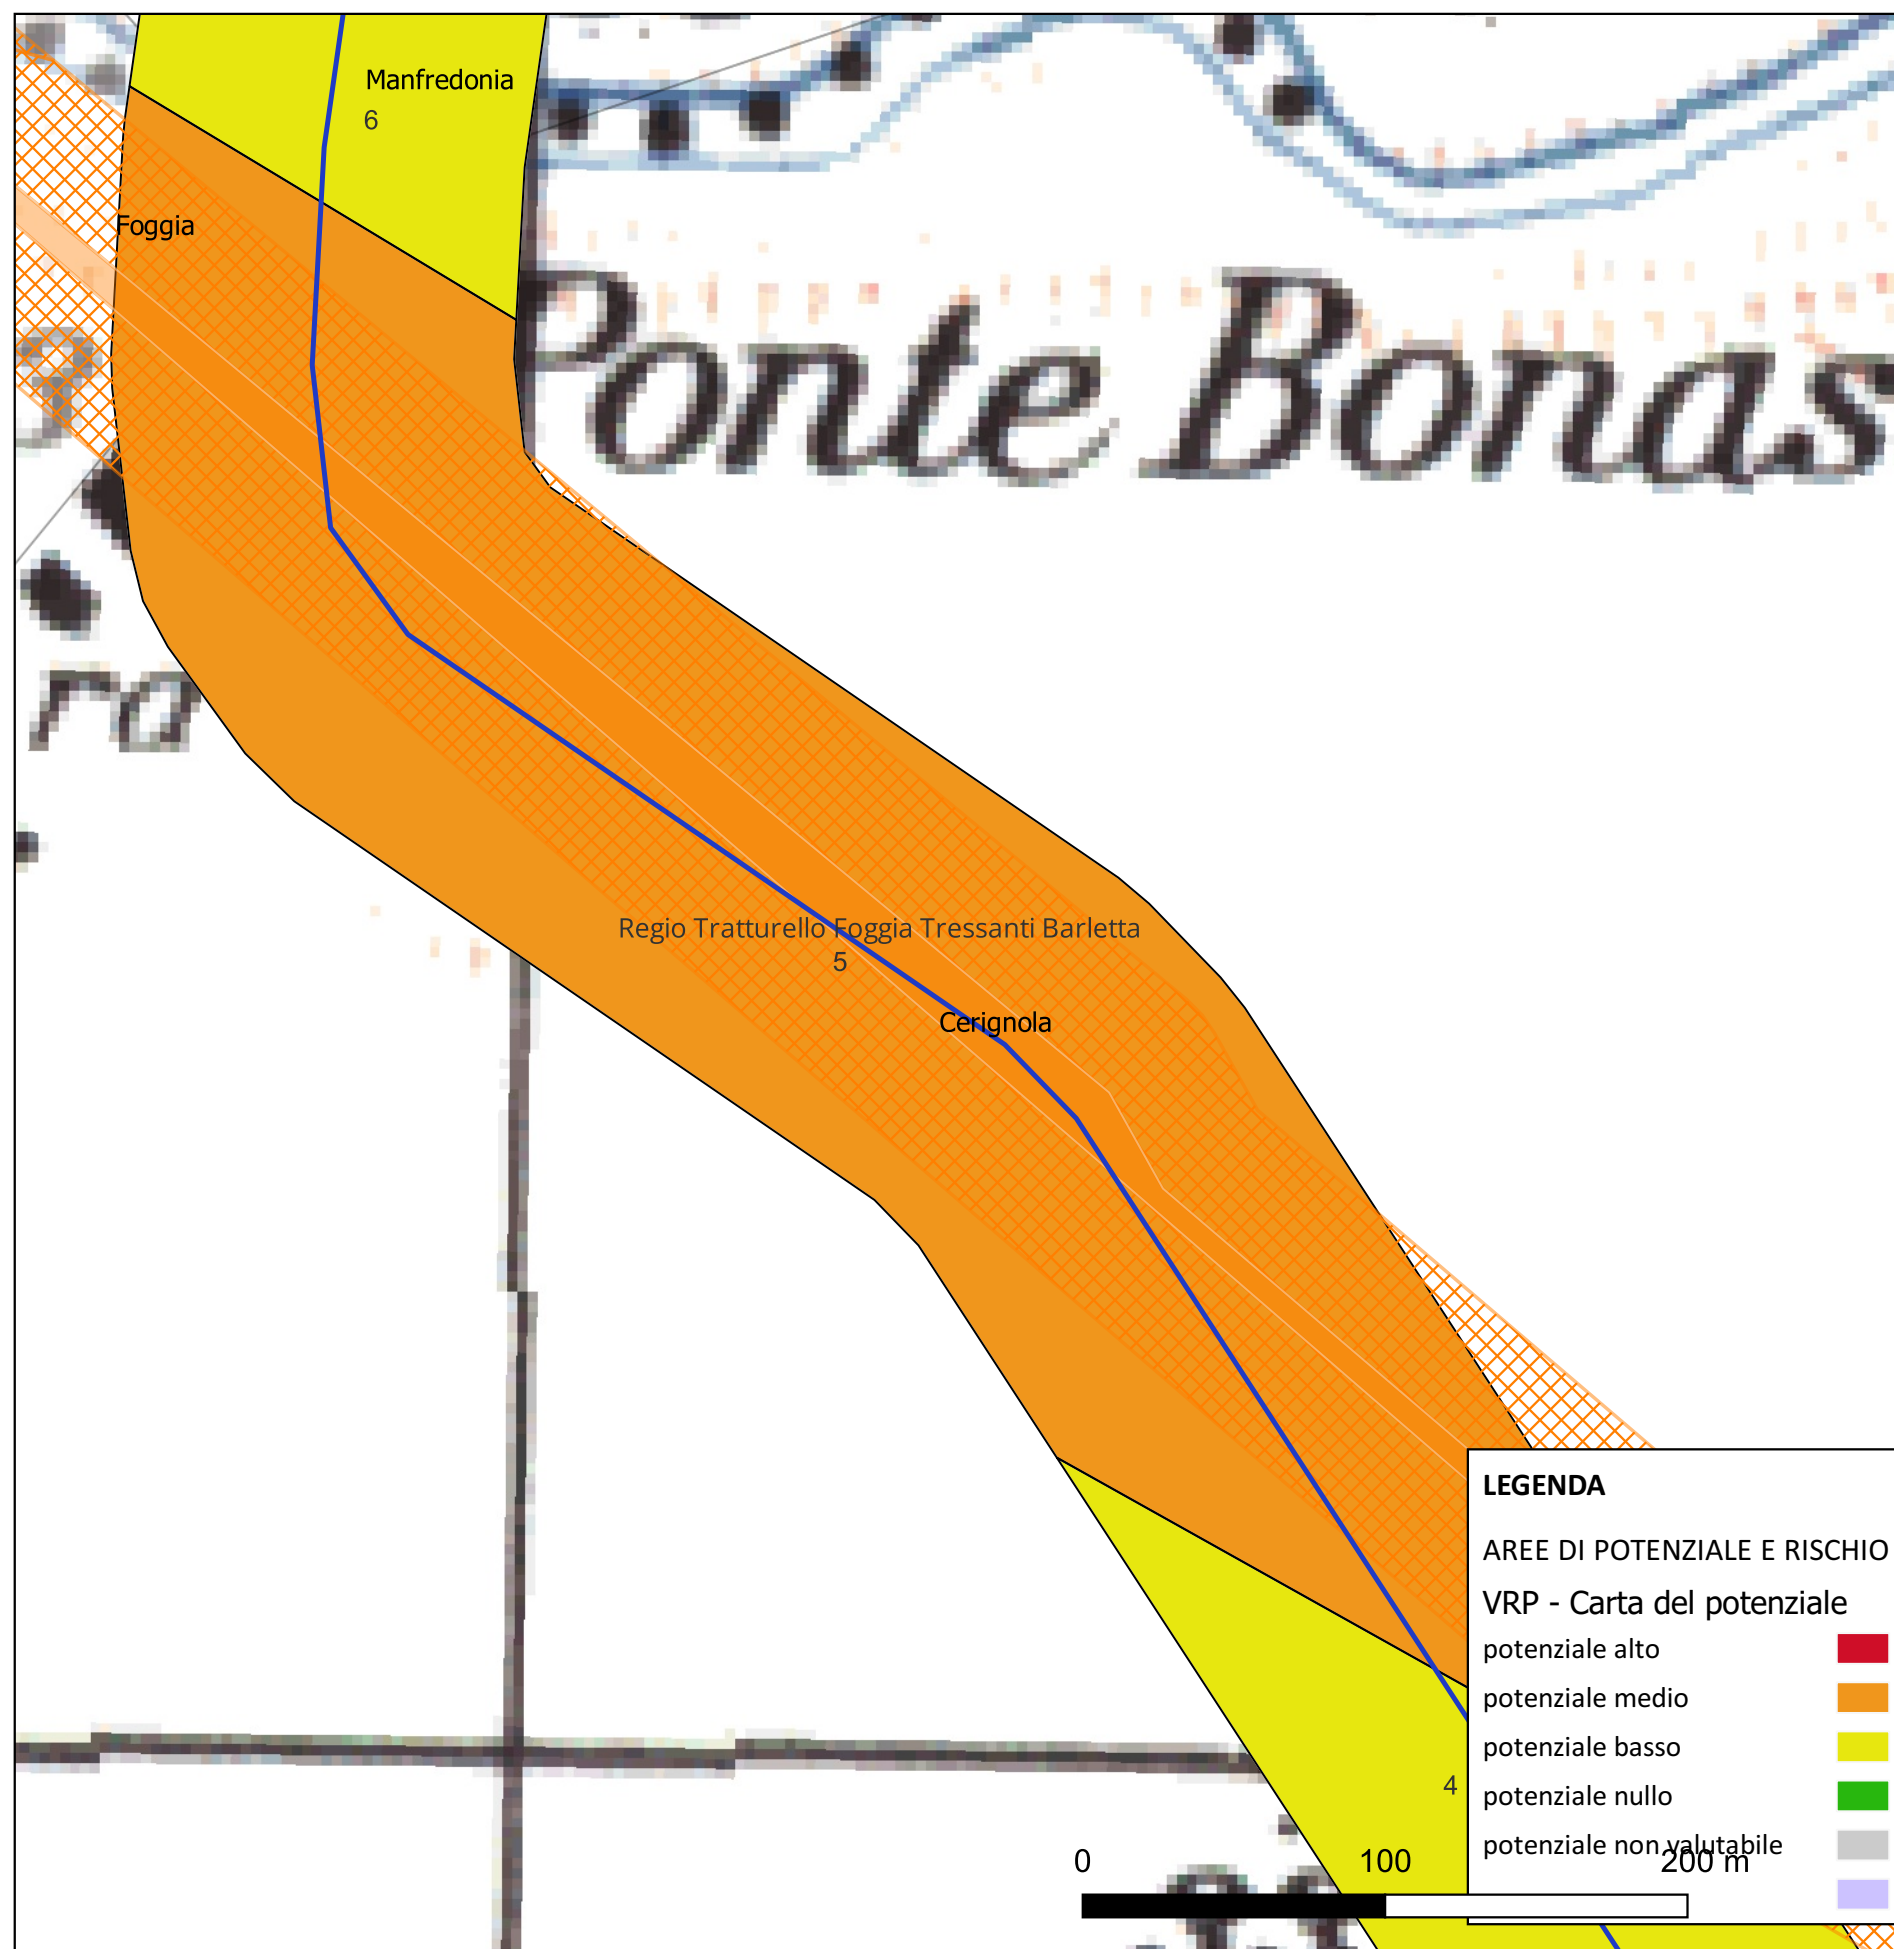 Manfredonia
6
Foggia
Ponte Bonas
ra
Regio Tratturello Foggia Tressanti Barletta
5
Cerignola
LEGENDA
AREE DI POTENZIALE E RISCHIO
VRP - Carta del potenziale
potenziale alto
potenziale medio
potenziale basso
potenziale nullo
potenziale non valutabile
4
0 100 200 m